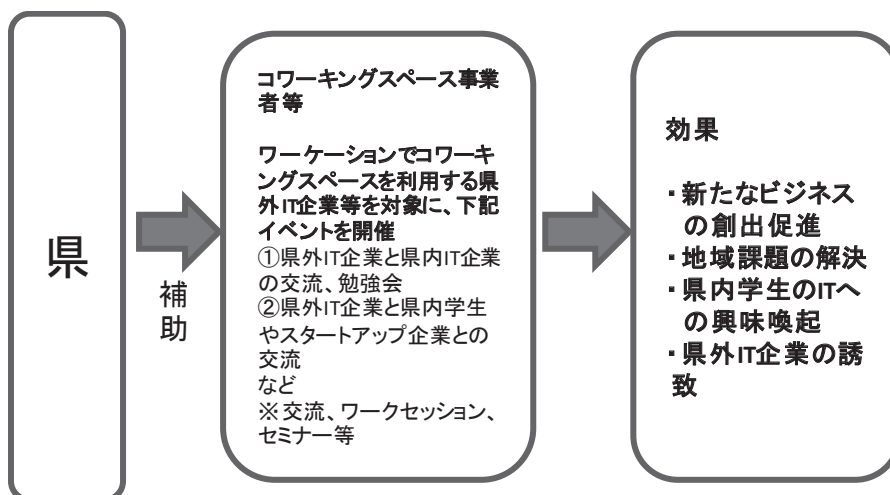 県
補
助
コワーキングスペース事業
者等
ワーケーションでコワーキ
ングスペースを利用する県
外IT企業等を対象に、下記
イベントを開催
①県外IT企業と県内IT企業
の交流、勉強会
②県外IT企業と県内学生
やスタートアップ企業との
交流
など
※交流、ワークセッション、
セミナー等
効果
・新たなビジネス
の創出促進
・地域課題の解決
・県内学生のITへ
の興味喚起
・県外IT企業の誘
致